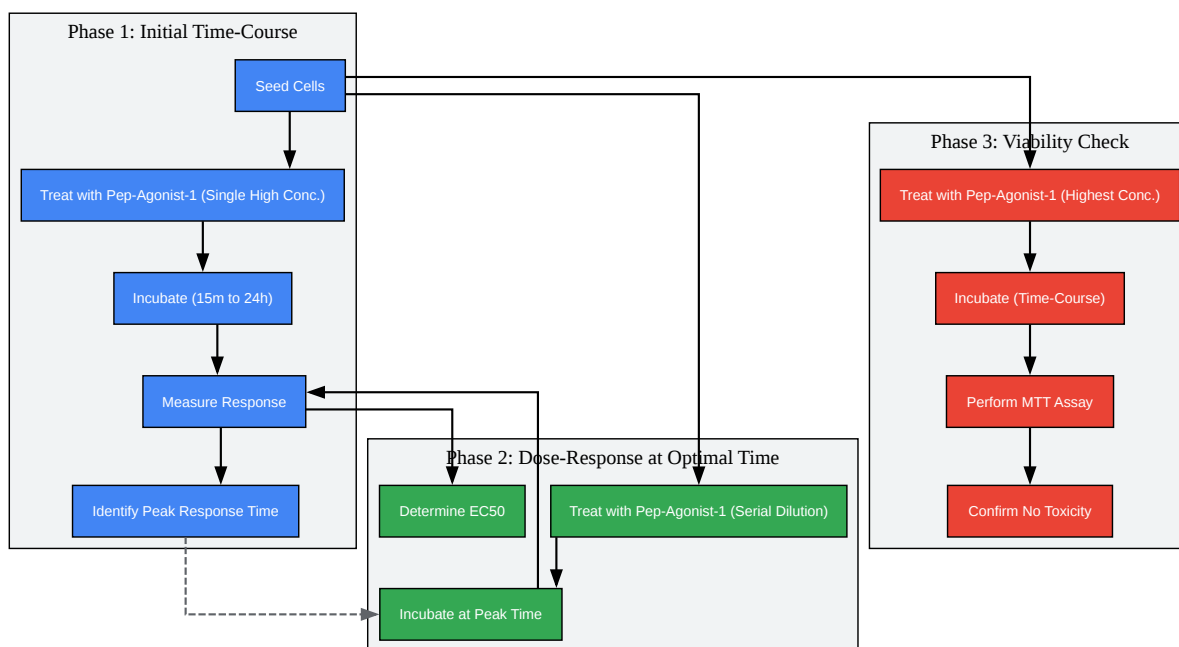 Phase 1: Initial Time-Course
Seed Cells
Treat with Pep-Agonist-1 (Single High Conc.)
Incubate (15m to 24h)
Measure Response
Identify Peak Response Time
Phase 2: Dose-Response at Optimal Time
Determine EC50
Treat with Pep-Agonist-1 (Serial Dilution)
Incubate at Peak Time
Phase 3: Viability Check
Treat with Pep-Agonist-1 (Highest Conc.)
Incubate (Time-Course)
Perform MTT Assay
Confirm No Toxicity